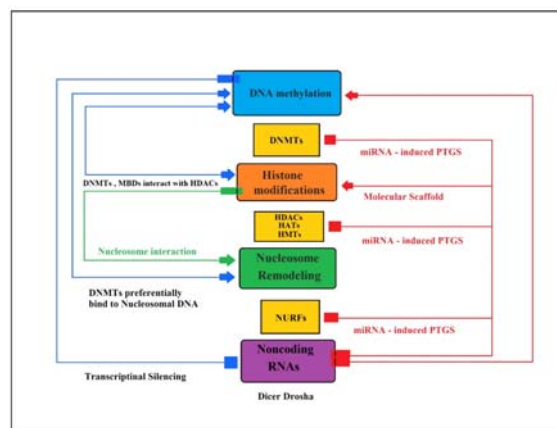 DNA methylation
DNMTs
miRNA - induced PTGS
Histone
modifications
DNMTs , MBDs interact with HDACs
Molecular Scaffold
HDACs
HATs
HMTs
miRNA - induced PTGS
Nucleosome interaction
Nucleosome
Remodeling
DNMTs preferentially
bind to Nucleosomal DNA
NURFs
miRNA - induced PTGS
Noncoding
RNAs
Transcriptinal Silencing
Dicer Drosha